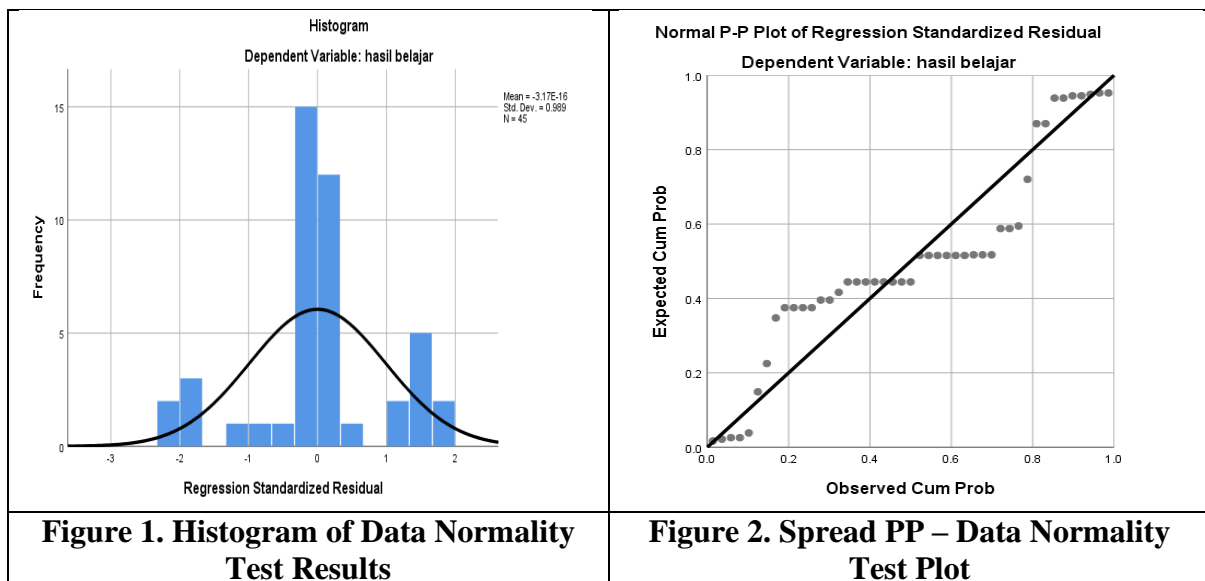 Histogram
Dependent Variable: hasil belajar
Mean = -3.17E-16
Std. Dev. = 0.989
N = 45
15
10
5
0
-3 -2 -1 0 1 2
Frequency
Regression Standardized Residual
Figure 1. Histogram of Data Normality
Test Results
Normal P-P Plot of Regression Standardized Residual
Dependent Variable: hasil belajar
1.0
0.8
0.6
0.4
0.2
0.0
0.0 0.2 0.4 0.6 0.8 1.0
Expected Cum Prob
Observed Cum Prob
Figure 2. Spread PP – Data Normality
Test Plot